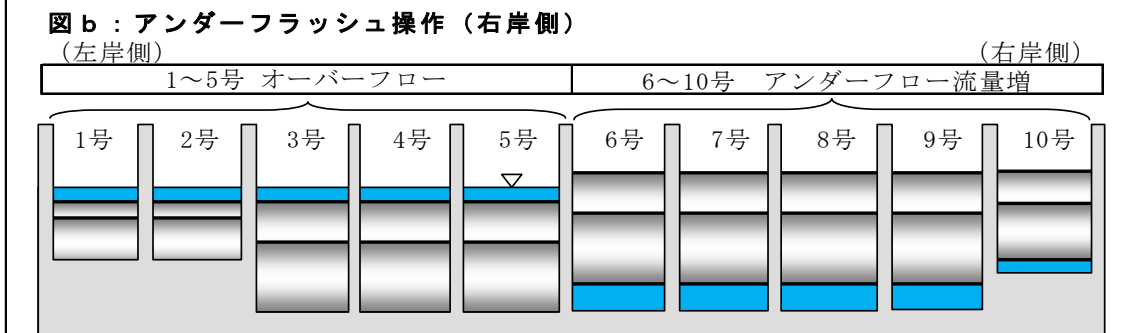 図ｂ：アンダーフラッシュ操作（右岸側）
（左岸側）
（右岸側）
1～5号 オーバーフロー
6～10号 アンダーフロー流量増
1号
2号
3号
4号
5号
6号
7号
8号
9号
10号